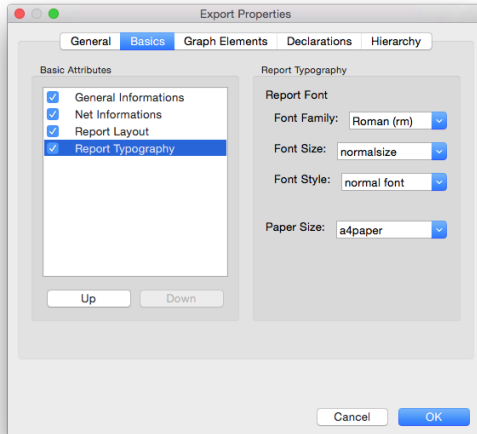 Export Properties
General Basics Graph Elements Declarations Hierarchy
Basic Attributes
General Informations
Net Informations
Report Layout
Report Typography
Up Down
Report Typography
Report Font
Font Family: Roman (rm)
Font Size: normalsize
Font Style: normal font
Paper Size: a4paper
Cancel OK